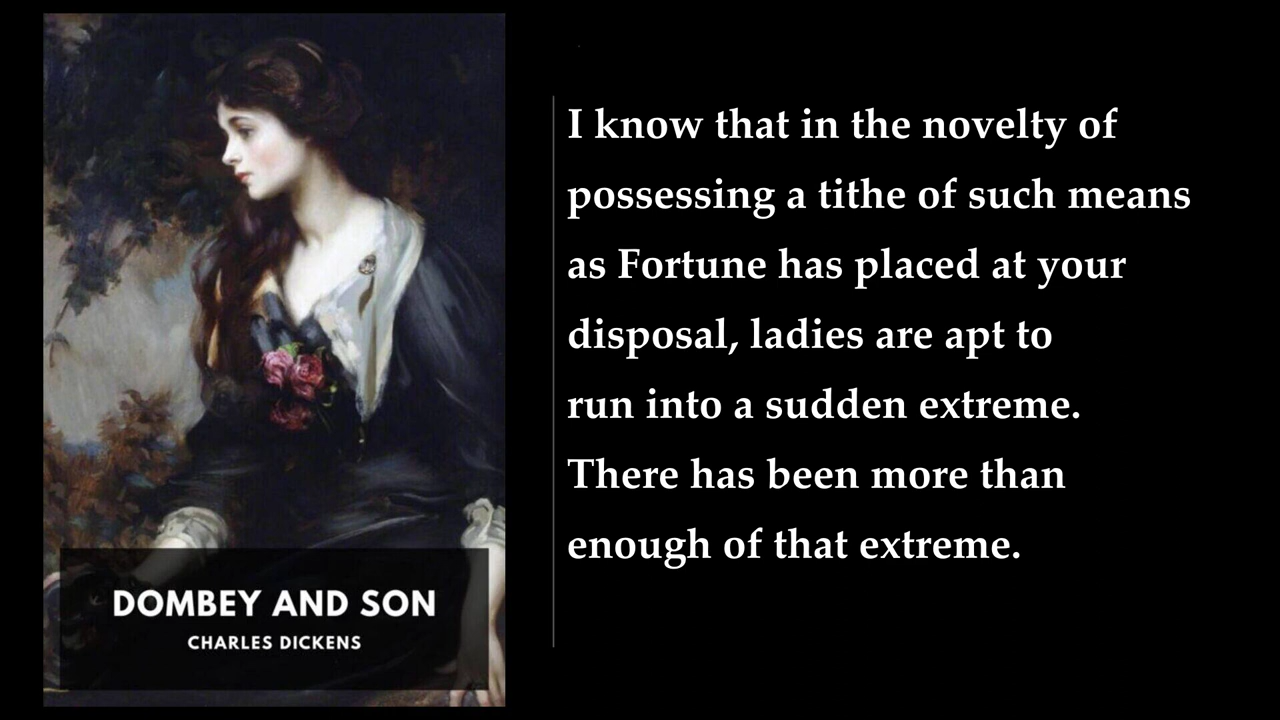 I know that in the novelty of
possessing a tithe of such means
as Fortune has placed at your
disposal, ladies are apt to
run into a sudden extreme.
There has been more than
enough of that extreme.
DOMBEY AND SON
CHARLES DICKENS